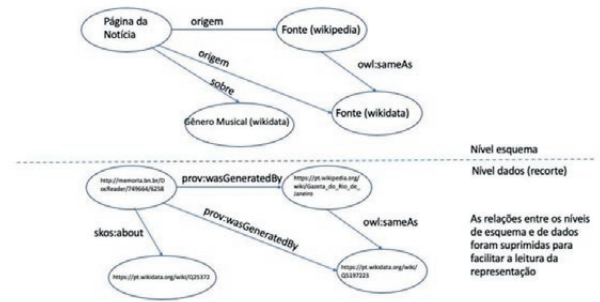 Página da
Notícia
origem
Fonte (wikipedia)
origem
owl:sameAs
sobre
Fonte (wikidata)
Gênero Musical (wikidata)
Nível esquema
Nível dados (recorte)
http://memoria.bn.br/D
ocReader/749664/6258
prov:wasGeneratedBy
https://pt.wikipedia.org/
wiki/Gazeta_do_Rio_de_
Janeiro
prov:wasGeneratedBy
owl:sameAs
skos:about
As relações entre os níveis
de esquema e de dados
foram suprimidas para
facilitar a leitura da
representação
https://pt.wikidata.org/wiki/Q25372
https://pt.wikidata.org/wiki/
Q5197223